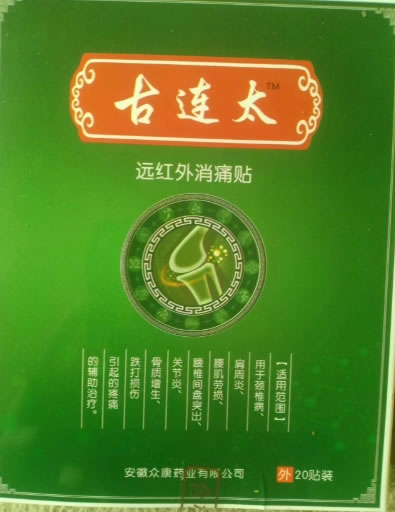 古连太™
远红外消痛贴
【适用范围】
用于颈椎病、
肩周炎、
腰肌劳损、
腰椎间盘突出、
关节炎、
骨质增生、
跌打损伤
引起的疼痛
的辅助治疗。
安徽众康药业有限公司
外 20贴装